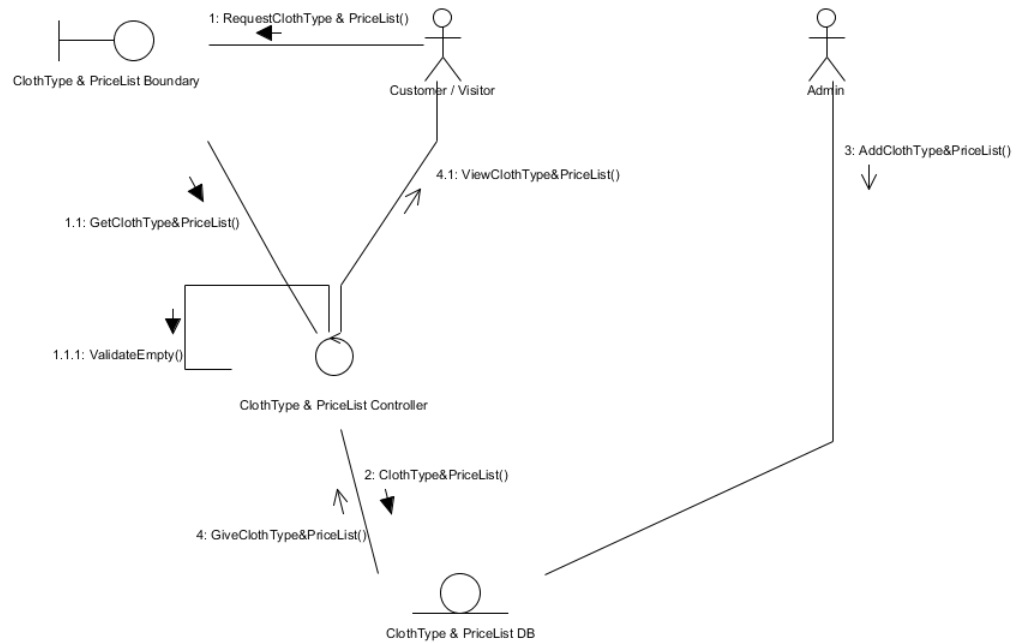 1: RequestClothType & PriceList()
ClothType & PriceList Boundary
Customer / Visitor
Admin
3: AddClothType&PriceList()
4.1: ViewClothType&PriceList()
1.1: GetClothType&PriceList()
1.1.1: ValidateEmpty()
ClothType & PriceList Controller
2: ClothType&PriceList()
4: GiveClothType&PriceList()
ClothType & PriceList DB